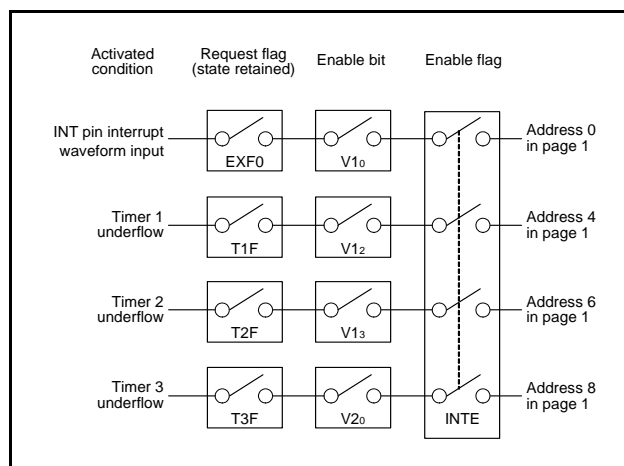 Activated
condition
Request flag
(state retained)
Enable bit
Enable flag
INT pin interrupt
waveform input
EXF0
V10
Address 0
in page 1
Timer 1
underflow
T1F
V12
Address 4
in page 1
Timer 2
underflow
T2F
V13
Address 6
in page 1
Timer 3
underflow
T3F
V20
INTE
Address 8
in page 1